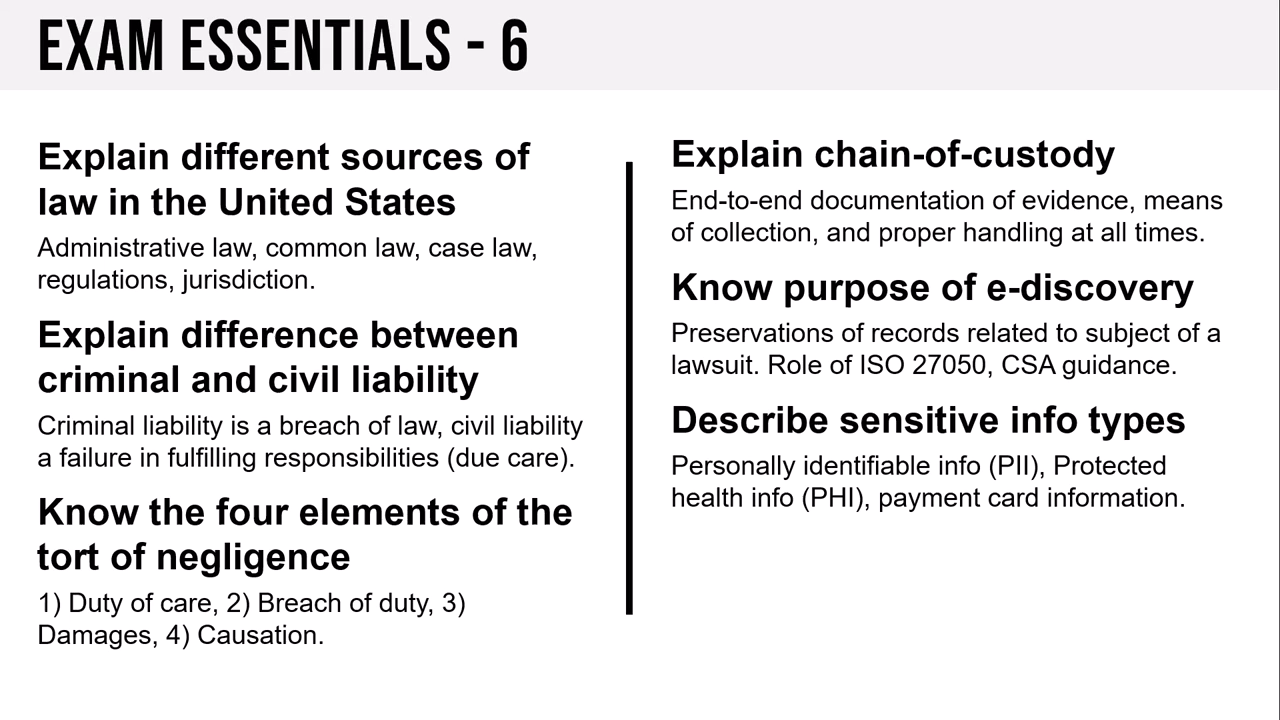 EXAM ESSENTIALS - 6
Explain different sources of
law in the United States
Administrative law, common law, case law,
regulations, jurisdiction.
Explain difference between
criminal and civil liability
Criminal liability is a breach of law, civil liability
a failure in fulfilling responsibilities (due care).
Know the four elements of the
tort of negligence
1) Duty of care, 2) Breach of duty, 3)
Damages, 4) Causation.
Explain chain-of-custody
End-to-end documentation of evidence, means
of collection, and proper handling at all times.
Know purpose of e-discovery
Preservations of records related to subject of a
lawsuit. Role of ISO 27050, CSA guidance.
Describe sensitive info types
Personally identifiable info (PII), Protected
health info (PHI), payment card information.